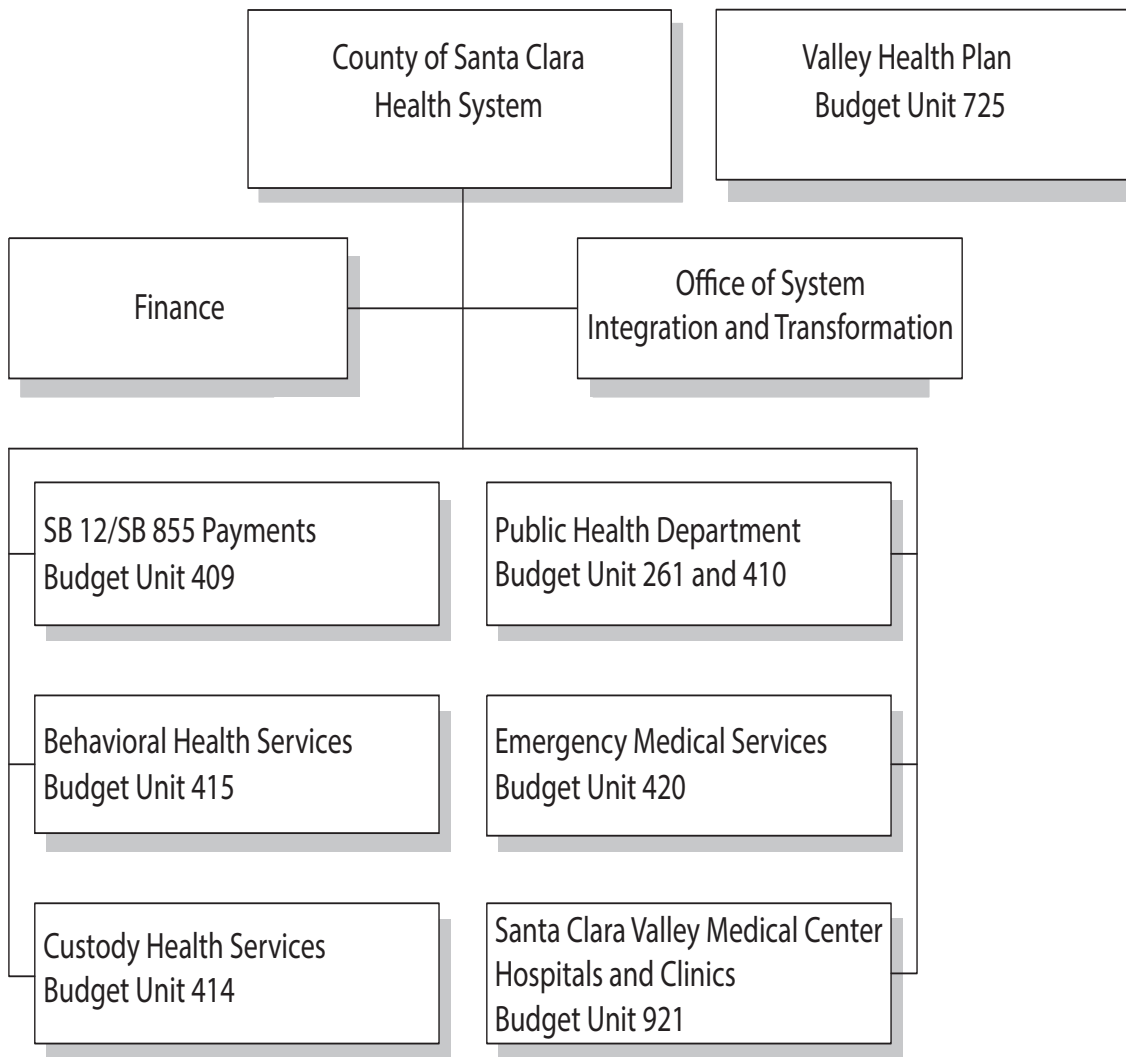 County of Santa Clara
Health System
Valley Health Plan
Budget Unit 725
Finance
Office of System
Integration and Transformation
SB 12/SB 855 Payments
Budget Unit 409
Public Health Department
Budget Unit 261 and 410
Behavioral Health Services
Budget Unit 415
Emergency Medical Services
Budget Unit 420
Custody Health Services
Budget Unit 414
Santa Clara Valley Medical Center
Hospitals and Clinics
Budget Unit 921